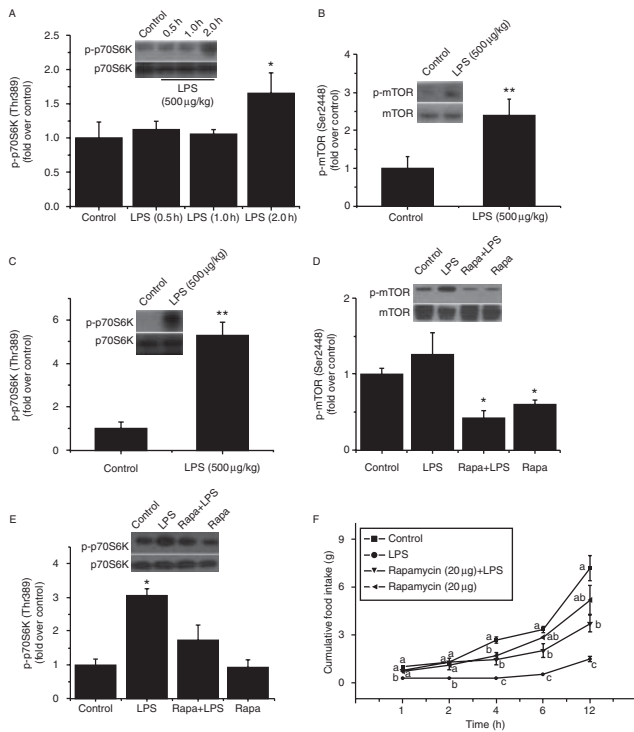 A
Control
0.5 h
1.0 h
2.0 h
p-p70S6K
p70S6K
LPS
(500 µg/kg)
p-p70S6K (Thr389)
(fold over control)
2.5
2.0
1.5
1.0
0.5
0.0
*
Control
LPS (0.5 h)
LPS (1.0 h)
LPS (2.0 h)
B
Control
LPS (500 µg/kg)
p-mTOR
mTOR
p-mTOR (Ser2448)
(fold over control)
4
3
2
1
0
**
Control
LPS (500 µg/kg)
C
Control
LPS (500 µg/kg)
p-p70S6K
p70S6K
p-p70S6K (Thr389)
(fold over control)
6
4
2
0
**
Control
LPS (500 µg/kg)
D
Control
LPS
Rapa+LPS
Rapa
p-mTOR
mTOR
p-mTOR (Ser2448)
(fold over control)
2
1
0
*
*
Control
LPS
Rapa+LPS
Rapa
E
Control
LPS
Rapa+LPS
Rapa
p-p70S6K
p70S6K
p-p70S6K (Thr389)
(fold over control)
4
3
2
1
0
*
Control
LPS
Rapa+LPS
Rapa
F
Control
LPS
Rapamycin (20 µg)+LPS
Rapamycin (20 µg)
Cumulative food intake (g)
9
6
3
0
a
a
a
b
a
a
a
b
a
a
b
c
a
ab
b
c
a
ab
b
c
1
2
4
6
12
Time (h)